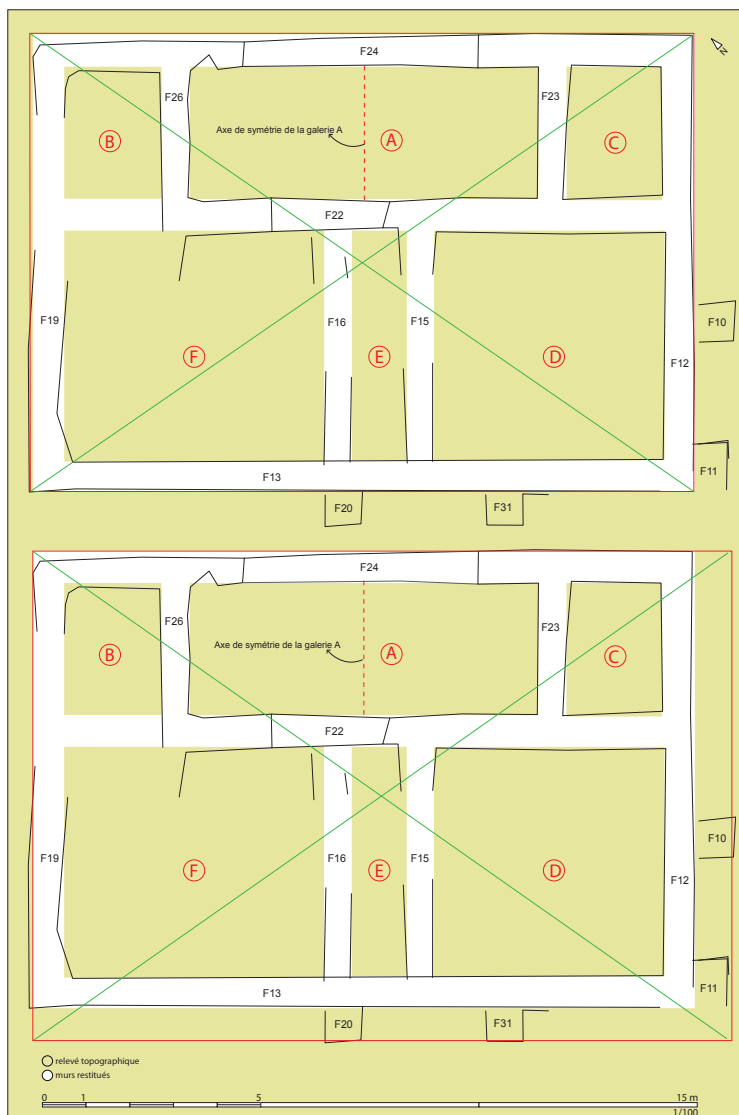 F24
N
F26
F23
B
Axe de symétrie de la galerie A
A
C
F22
F19
F16
F15
F10
F
E
D
F12
F13
F11
F20
F31
F24
F26
F23
B
Axe de symétrie de la galerie A
A
C
F22
F10
F19
F16
F15
F
E
D
F12
F13
F11
F20
F31
relevé topographique
murs restitués
0 1 5 15 m
1/100